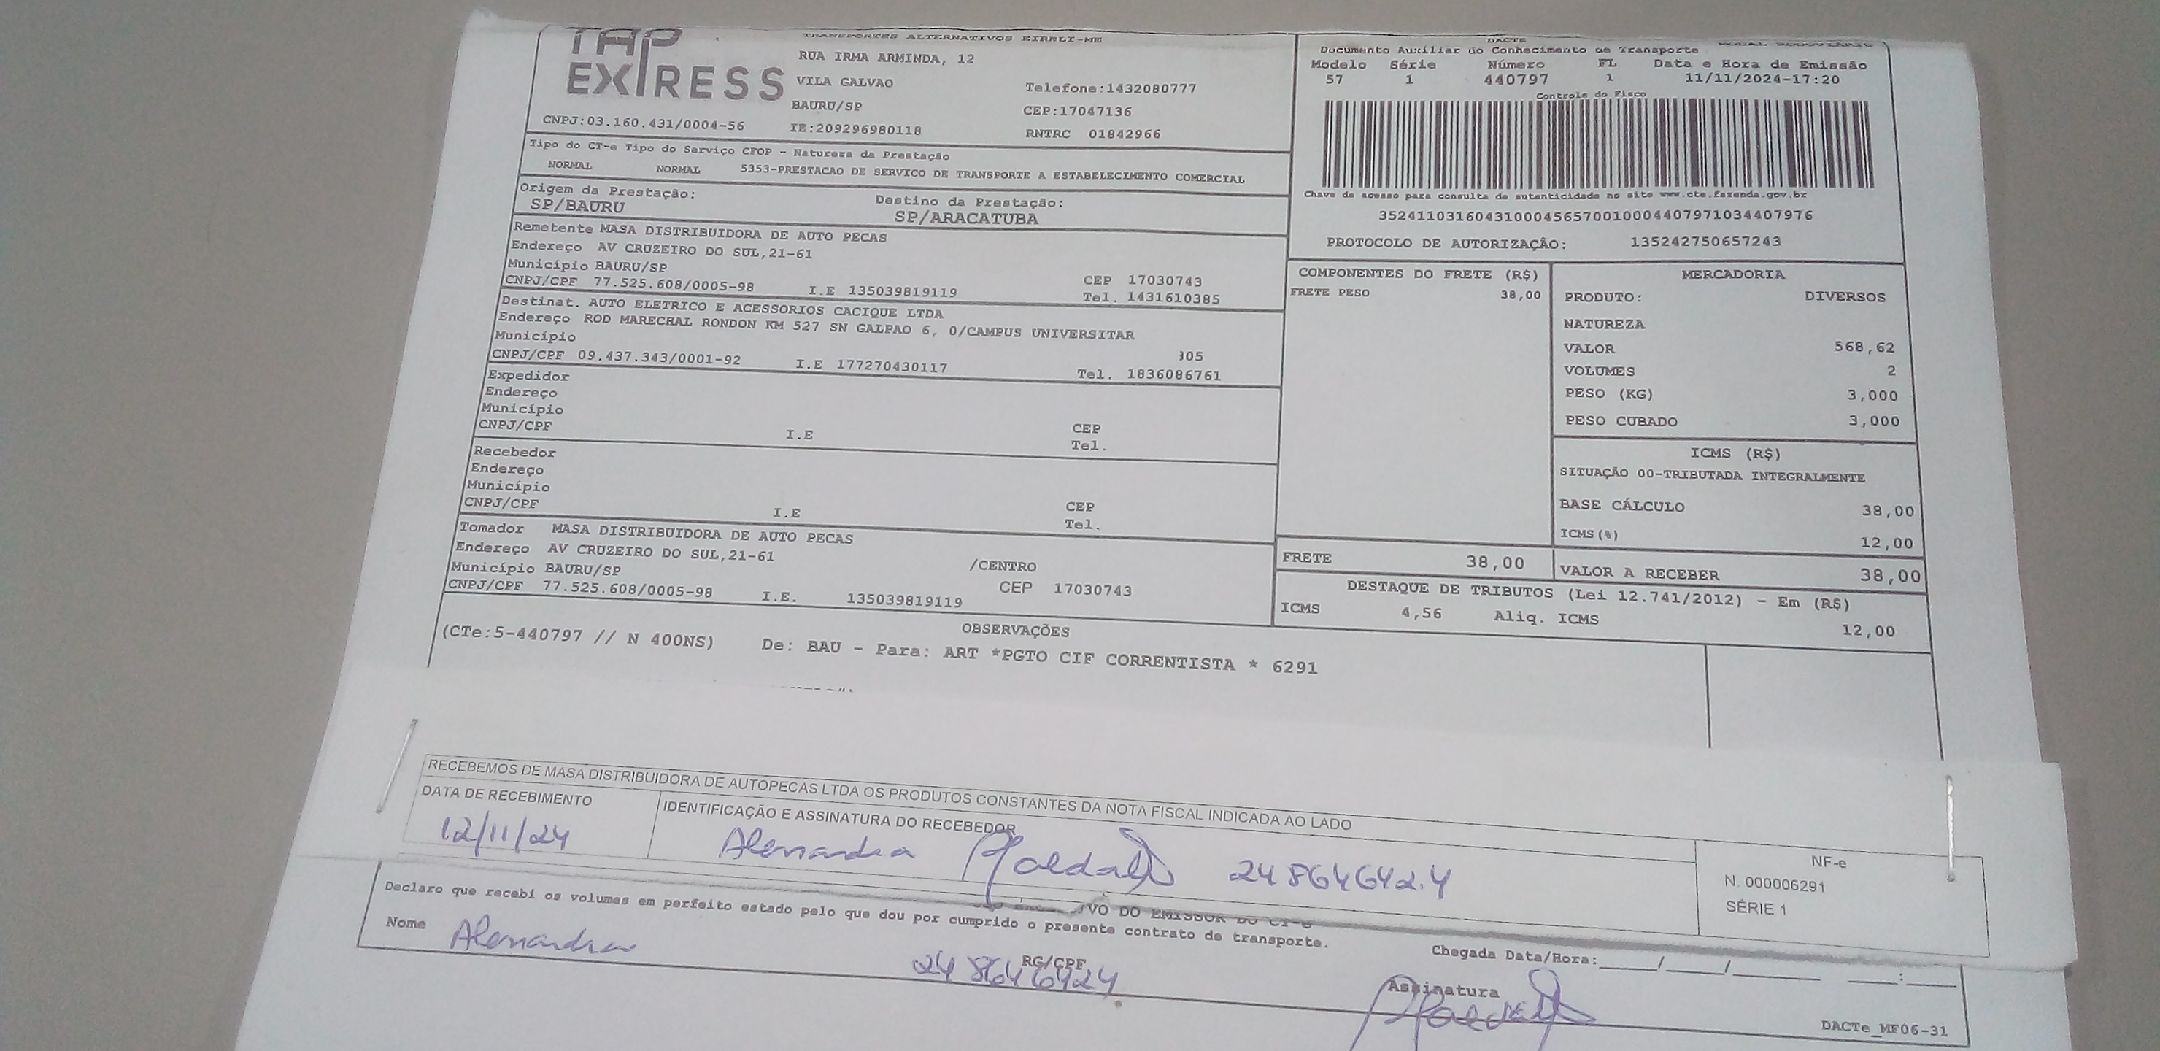 TAP
EXPRESS
TRANSPORTES ALTERNATIVOS EIRELI-ME
RUA IRMA ARMINDA, 12
VILA GALVAO
Telefone:1432080777
BAURU/SP
CEP:17047136
CNPJ:03.160.431/0004-56 IE:209296980118 RNTRC 01842966
DACTE
Documento Auxiliar do Conhecimento de Transporte
Modelo Série Número FL Data e Hora de Emissão
57 1 440797 1 11/11/2024-17:20
Controle do Fisco
Chave de acesso para consulta de autenticidade no site www.cte.fazenda.gov.br
35241103160431000456570010004407971034407976
PROTOCOLO DE AUTORIZAÇÃO: 135242750657243
Tipo do CT-e Tipo do Serviço CFOP - Natureza da Prestação
NORMAL NORMAL 5353-PRESTACAO DE SERVICO DE TRANSPORTE A ESTABELECIMENTO COMERCIAL
Origem da Prestação: Destino da Prestação:
SP/BAURU SP/ARACATUBA
Remetente MASA DISTRIBUIDORA DE AUTO PECAS
Endereço AV CRUZEIRO DO SUL,21-61
Município BAURU/SP CEP 17030743
CNPJ/CPF 77.525.608/0005-98 I.E 135039819119 Tel. 1431610385
Destinat. AUTO ELETRICO E ACESSORIOS CACIQUE LTDA
Endereço ROD MARECHAL RONDON KM 527 SN GALPAO 6, 0/CAMPUS UNIVERSITAR
Município 305
CNPJ/CPF 09.437.343/0001-92 I.E 177270430117 Tel. 1836086761
Expedidor
Endereço
Município
CNPJ/CPF I.E CEP
Tel.
Recebedor
Endereço
Município
CNPJ/CPF I.E CEP
Tel.
Tomador MASA DISTRIBUIDORA DE AUTO PECAS
Endereço AV CRUZEIRO DO SUL,21-61 /CENTRO
Município BAURU/SP CEP 17030743
CNPJ/CPF 77.525.608/0005-98 I.E. 135039819119
COMPONENTES DO FRETE (R$)
FRETE PESO 38,00
MERCADORIA
PRODUTO: DIVERSOS
NATUREZA
VALOR 568,62
VOLUMES 2
PESO (KG) 3,000
PESO CUBADO 3,000
ICMS (R$)
SITUAÇÃO 00-TRIBUTADA INTEGRALMENTE
BASE CÁLCULO 38,00
ICMS(%) 12,00
FRETE 38,00 VALOR A RECEBER 38,00
DESTAQUE DE TRIBUTOS (Lei 12.741/2012) - Em (R$)
ICMS 4,56 Aliq. ICMS 12,00
OBSERVAÇÕES
(CTe:5-440797 // N 400NS) De: BAU - Para: ART *PGTO CIF CORRENTISTA * 6291
RECEBEMOS DE MASA DISTRIBUIDORA DE AUTOPECAS LTDA OS PRODUTOS CONSTANTES DA NOTA FISCAL INDICADA AO LADO
DATA DE RECEBIMENTO IDENTIFICAÇÃO E ASSINATURA DO RECEBEDOR
12/11/24 Alessandra 248646424
NF-e
N. 000006291
SÉRIE 1
VO DO EMISSOR DO CT-e
Declaro que recebi os volumes em perfeito estado pelo que dou por cumprido o presente contrato de transporte.
Nome Alessandra RG/CPF 248646424
Chegada Data/Hora:_____/_____/_______ ____:____
Assinatura
DACTe_MF06-31